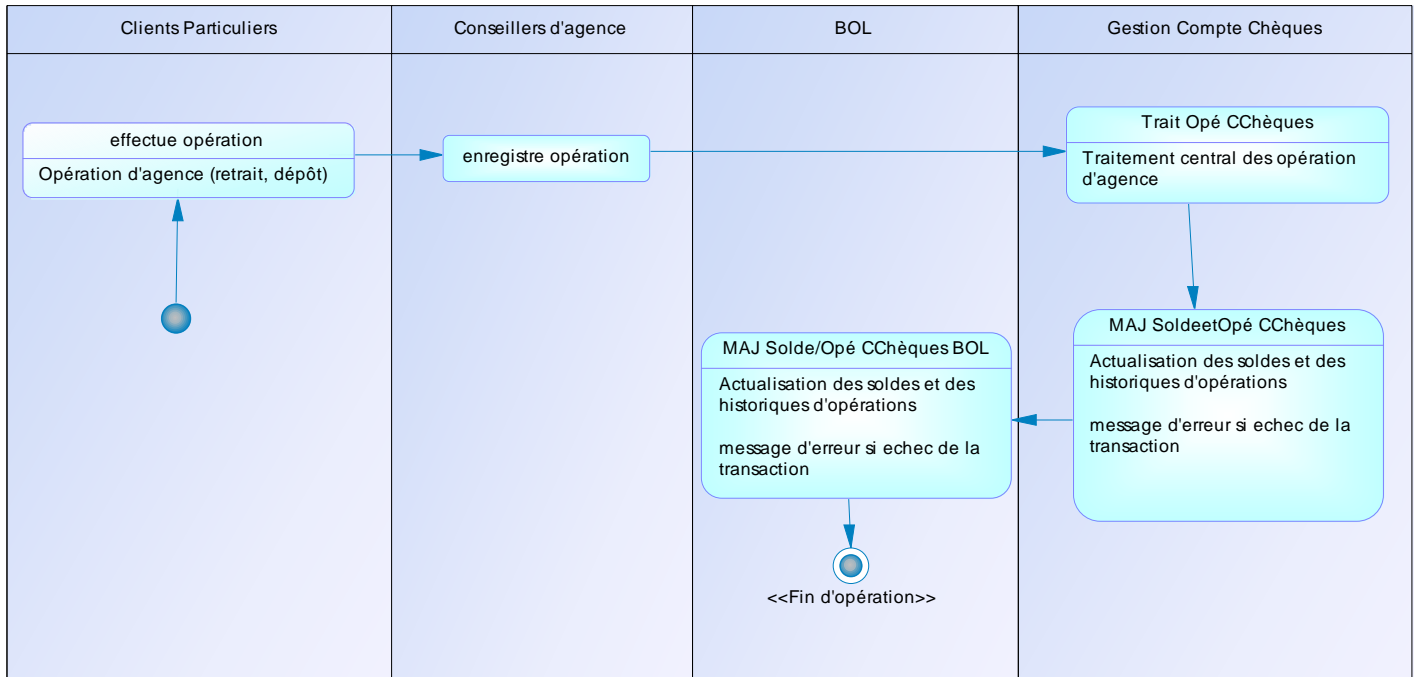 Clients Particuliers
Conseillers d'agence
BOL
Gestion Compte Chèques
effectue opération
Opération d'agence (retrait, dépôt)
enregistre opération
Trait Opé CChèques
Traitement central des opération
d'agence
MAJ SoldeetOpé CChèques
Actualisation des soldes et des
historiques d'opérations
message d'erreur si echec de la
transaction
MAJ Solde/Opé CChèques BOL
Actualisation des soldes et des
historiques d'opérations
message d'erreur si echec de la
transaction
<<Fin d'opération>>